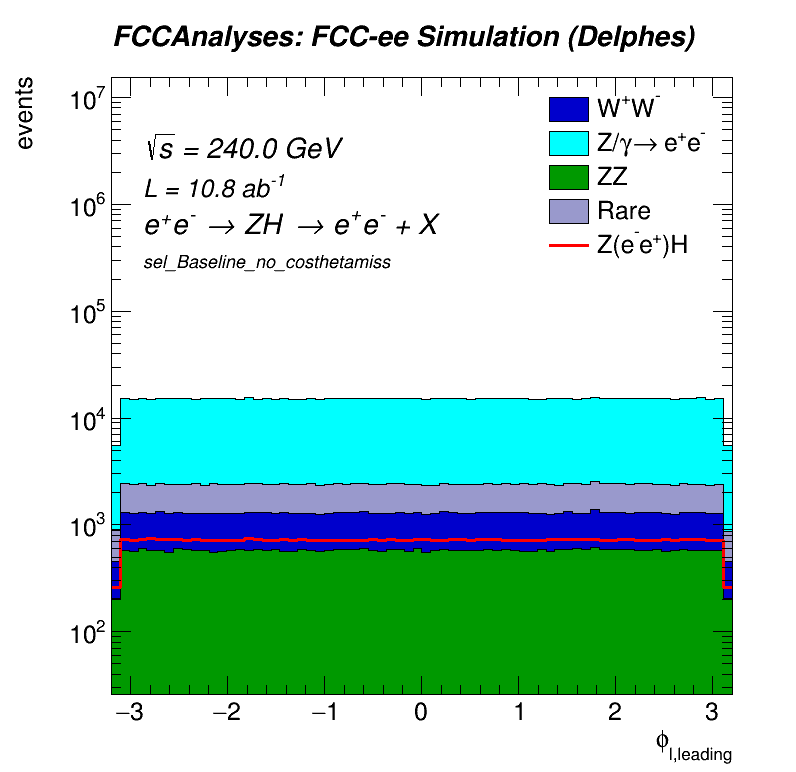 FCCAnalyses: FCC-ee Simulation (Delphes)
events
10⁷
10⁶
10⁵
10⁴
10³
10²
√s = 240.0 GeV
L = 10.8 ab⁻¹
e⁺e⁻ → ZH → e⁺e⁻ + X
sel_Baseline_no_costhetamiss
W⁺W⁻
Z/γ→ e⁺e⁻
ZZ
Rare
Z(e⁻e⁺)H
−3 −2 −1 0 1 2 3
ϕ_l,leading